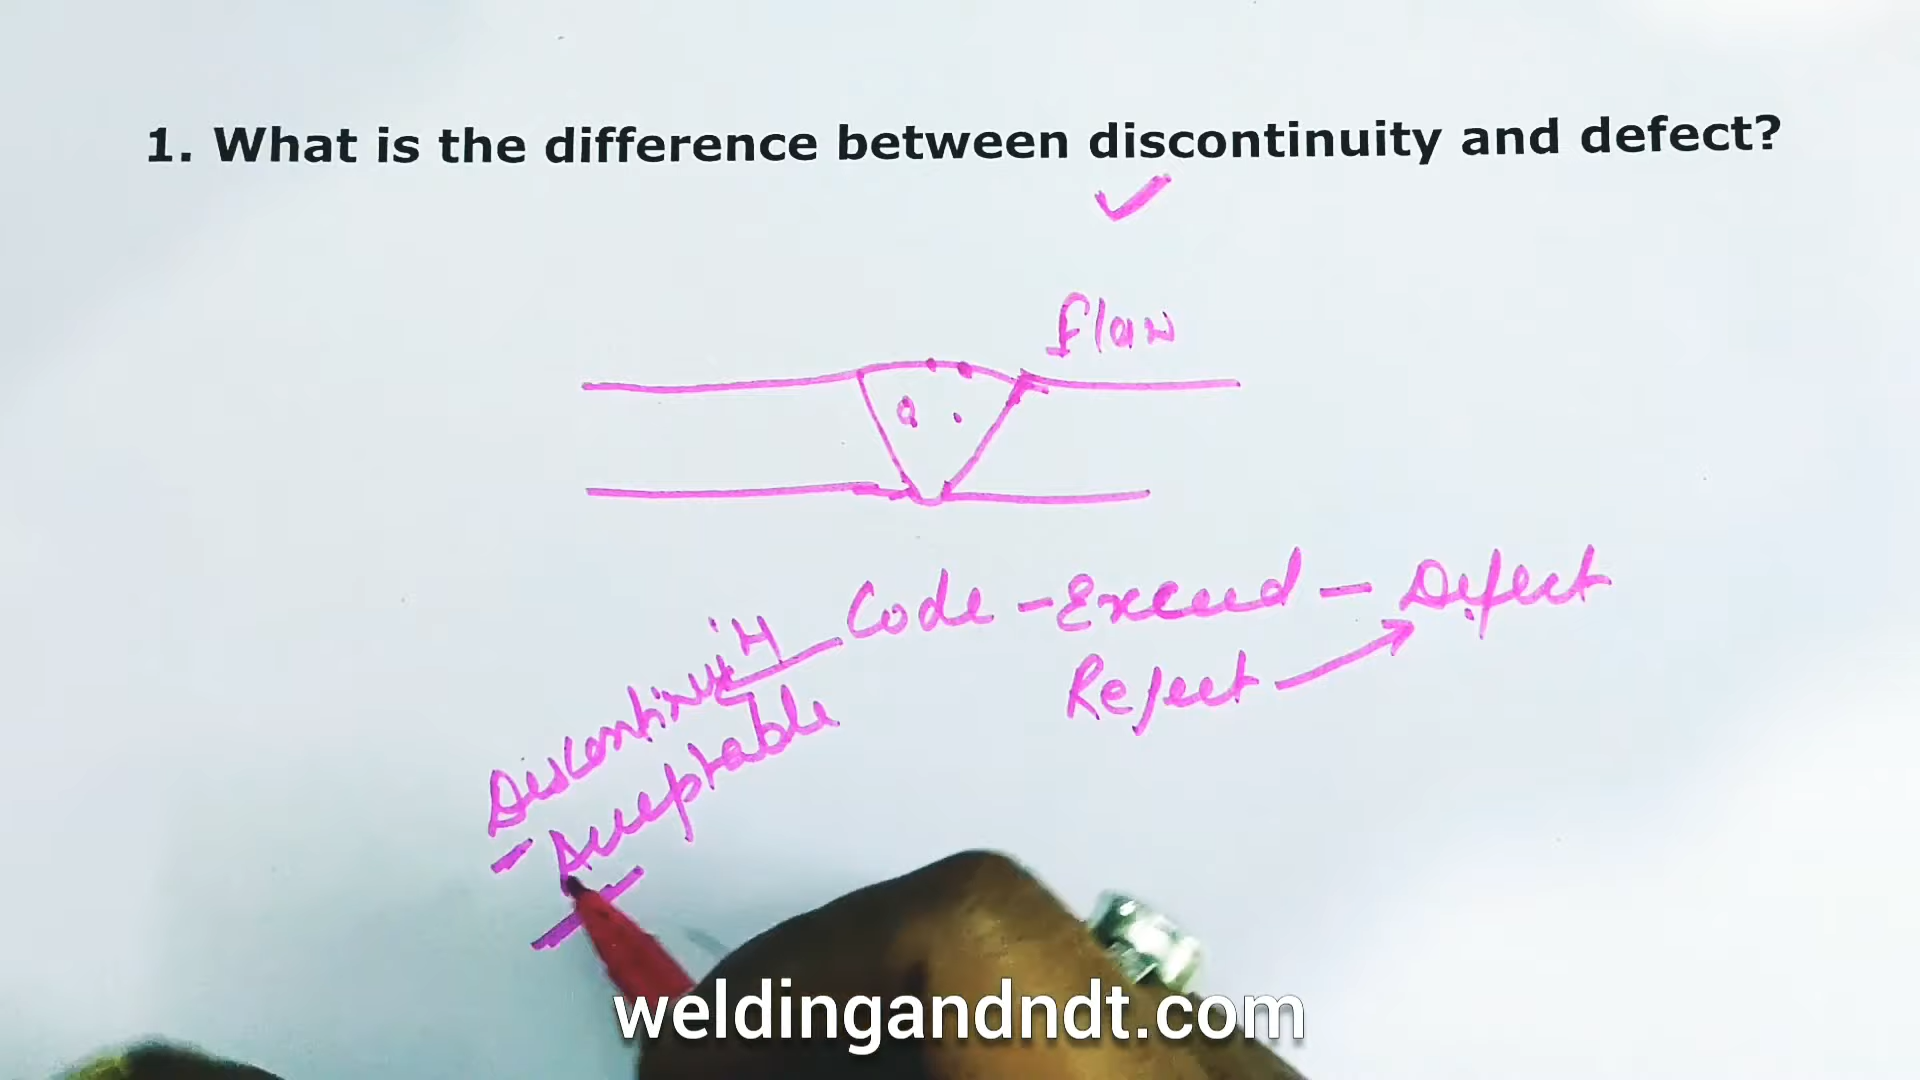 1. What is the difference between discontinuity and defect?
flaw
Code - Exceed - Defect
Reject
Discontinuity
- Acceptable
weldingandndt.com